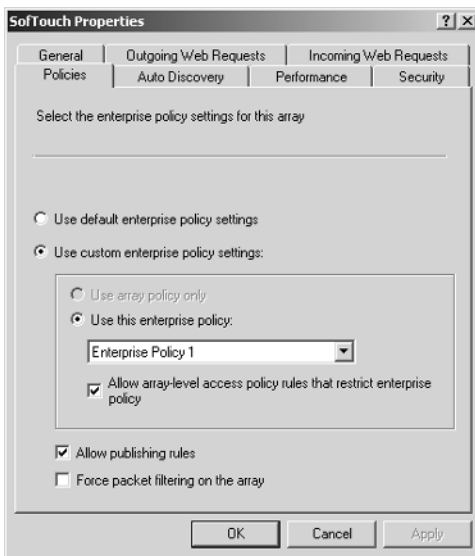 SofTouch Properties
? X
General Outgoing Web Requests Incoming Web Requests
Policies Auto Discovery Performance Security
Select the enterprise policy settings for this array
Use default enterprise policy settings
Use custom enterprise policy settings:
Use array policy only
Use this enterprise policy:
Enterprise Policy 1
Allow array-level access policy rules that restrict enterprise
policy
Allow publishing rules
Force packet filtering on the array
OK Cancel Apply